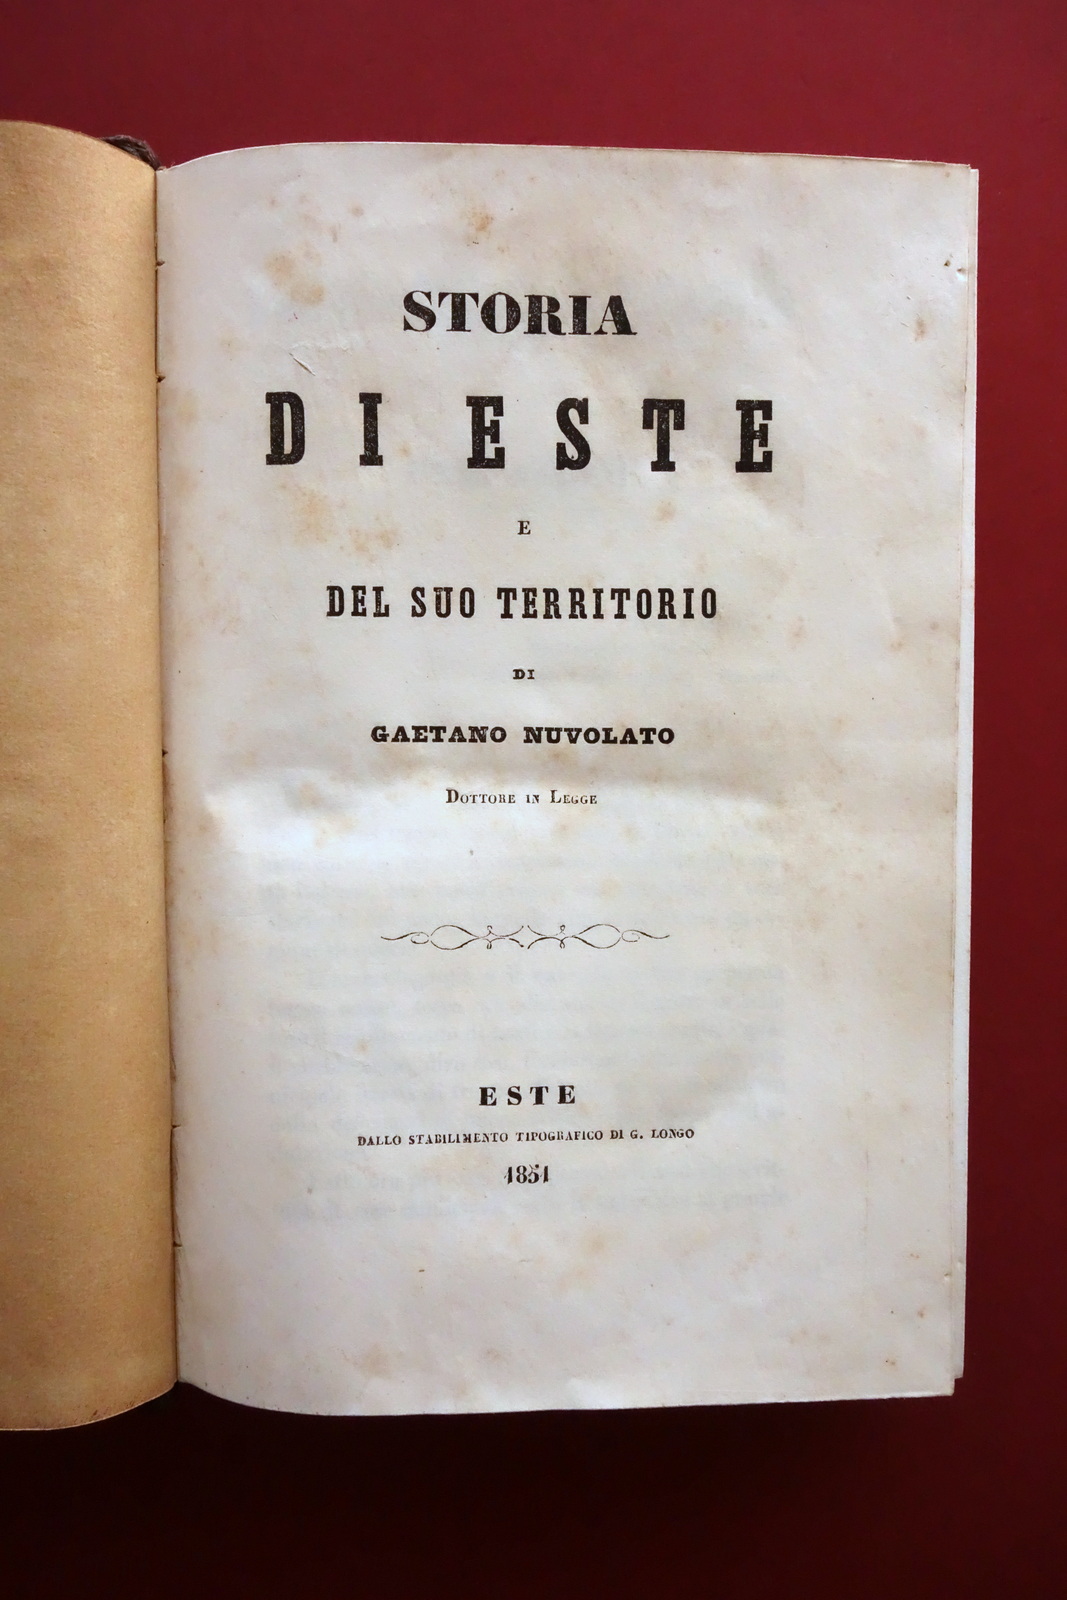 STORIA
DI ESTE
E
DEL SUO TERRITORIO
DI
GAETANO NUVOLATO
DOTTORE IN LEGGE
ESTE
DALLO STABILIMENTO TIPOGRAFICO DI G. LONGO
1851